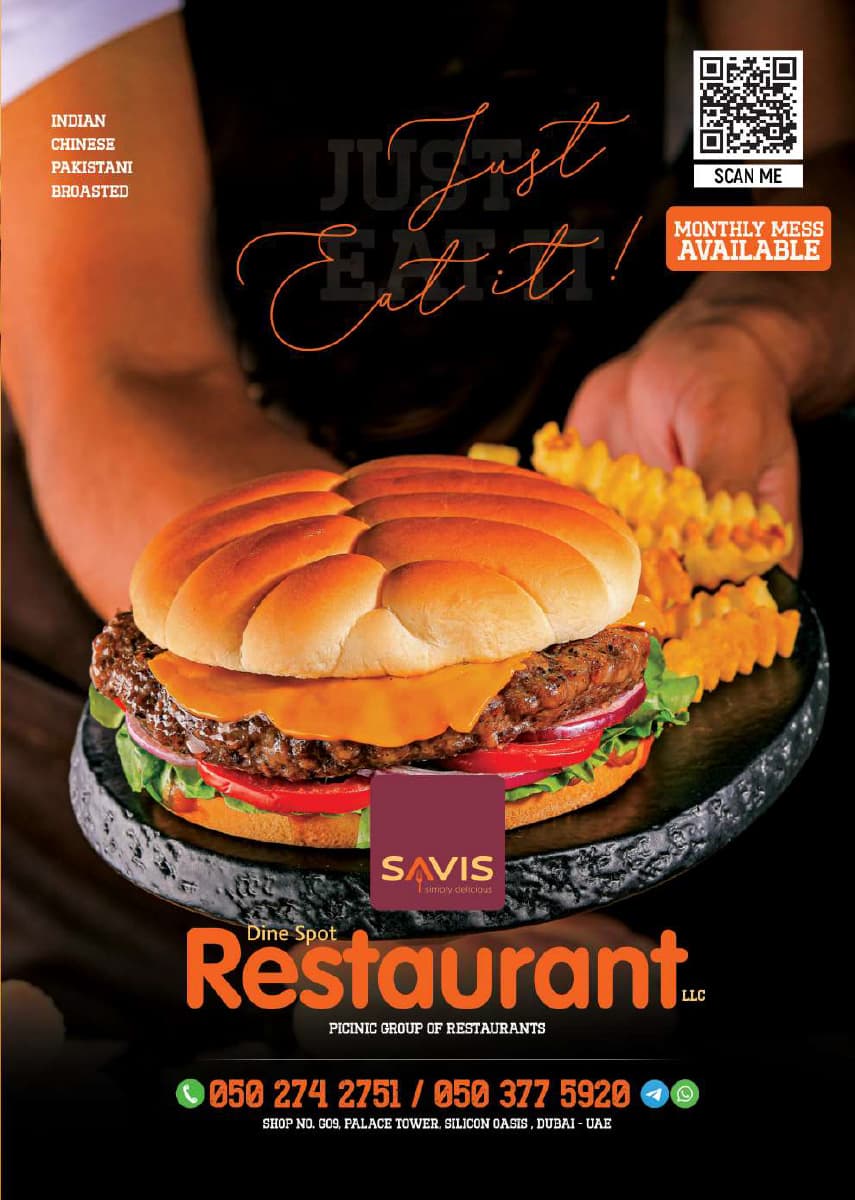 INDIAN
CHINESE
PAKISTANI
BROASTED
JUST
EAT IT
Just
Eat it !
SCAN ME
MONTHLY MESS
AVAILABLE
SAVIS
simply delicious
Dine Spot
Restaurant LLC
PICINIC GROUP OF RESTAURANTS
050 274 2751 / 050 377 5920
SHOP NO. G09, PALACE TOWER, SILICON OASIS , DUBAI - UAE